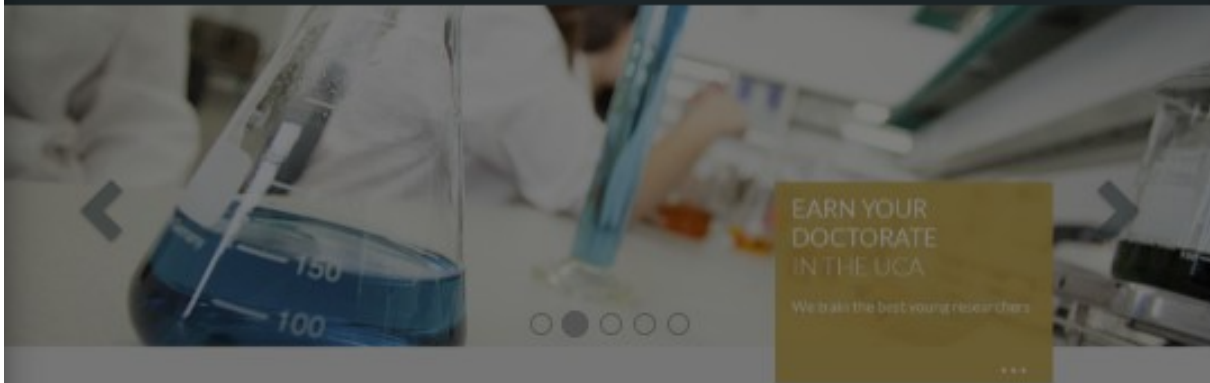 EARN YOUR
DOCTORATE
IN THE UCA
We train the best young researchers
...
150
100